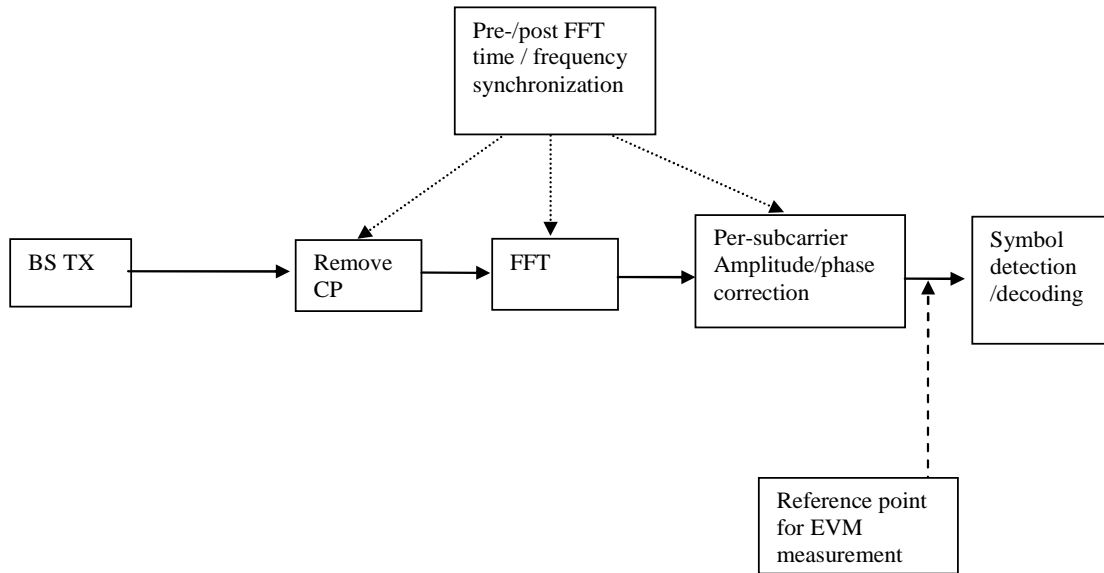 Pre-/post FFT
time / frequency
synchronization
BS TX
Remove
CP
FFT
Per-subcarrier
Amplitude/phase
correction
Symbol
detection
/decoding
Reference point
for EVM
measurement